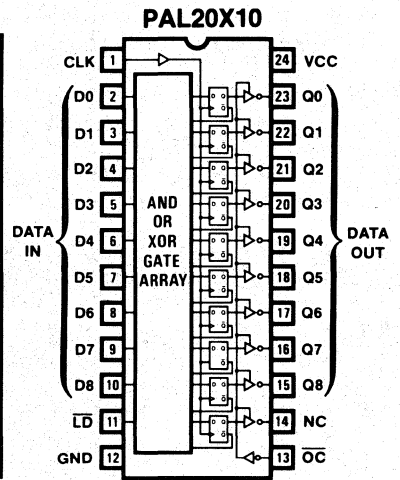 PAL20X10
CLK 1 24 VCC
D0 2 23 Q0
D1 3 22 Q1
D2 4 21 Q2
D3 5 20 Q3
D4 6 19 Q4
D5 7 18 Q5
D6 8 17 Q6
D7 9 16 Q7
D8 10 15 Q8
LD 11 14 NC
GND 12 13 OC
DATA
IN
AND
OR
XOR
GATE
ARRAY
DATA
OUT